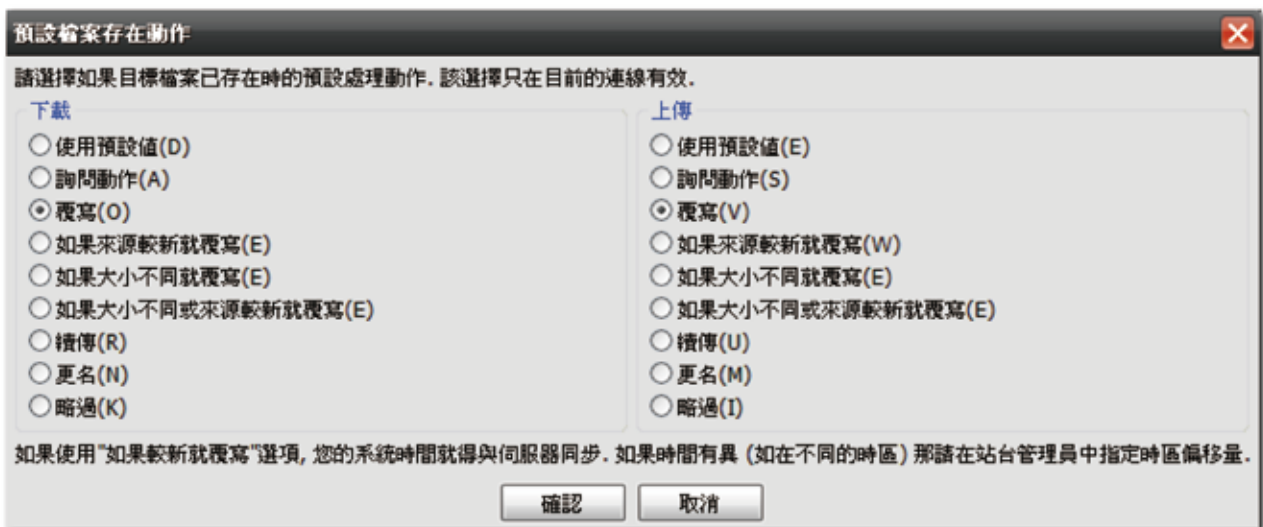 預設檔案存在動作
請選擇如果目標檔案已存在時的預設處理動作. 該選擇只在目前的連線有效.
下載
使用預設值(D)
詢問動作(A)
覆寫(O)
如果來源較新就覆寫(E)
如果大小不同就覆寫(E)
如果大小不同或來源較新就覆寫(E)
續傳(R)
更名(N)
略過(K)
上傳
使用預設值(E)
詢問動作(S)
覆寫(V)
如果來源較新就覆寫(W)
如果大小不同就覆寫(E)
如果大小不同或來源較新就覆寫(E)
續傳(U)
更名(M)
略過(I)
如果使用"如果較新就覆寫"選項, 您的系統時間就得與伺服器同步. 如果時間有異 (如在不同的時區) 那請在站台管理員中指定時區偏移量.
確認
取消